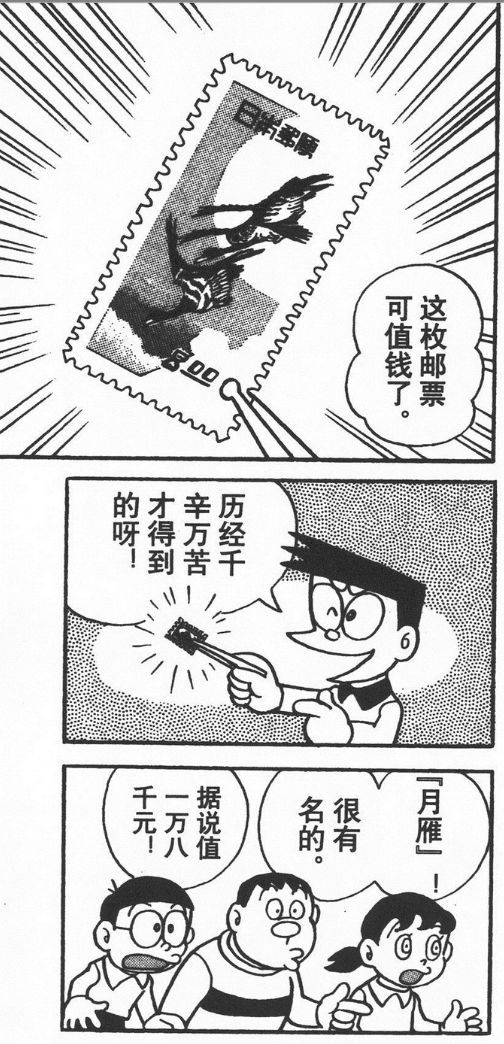 日本郵便
8.00
这枚邮票
可值钱了。
历经千
辛万苦
才得到
的呀！
『月雁』！
很有
名的。
据说值
一万八
千元！